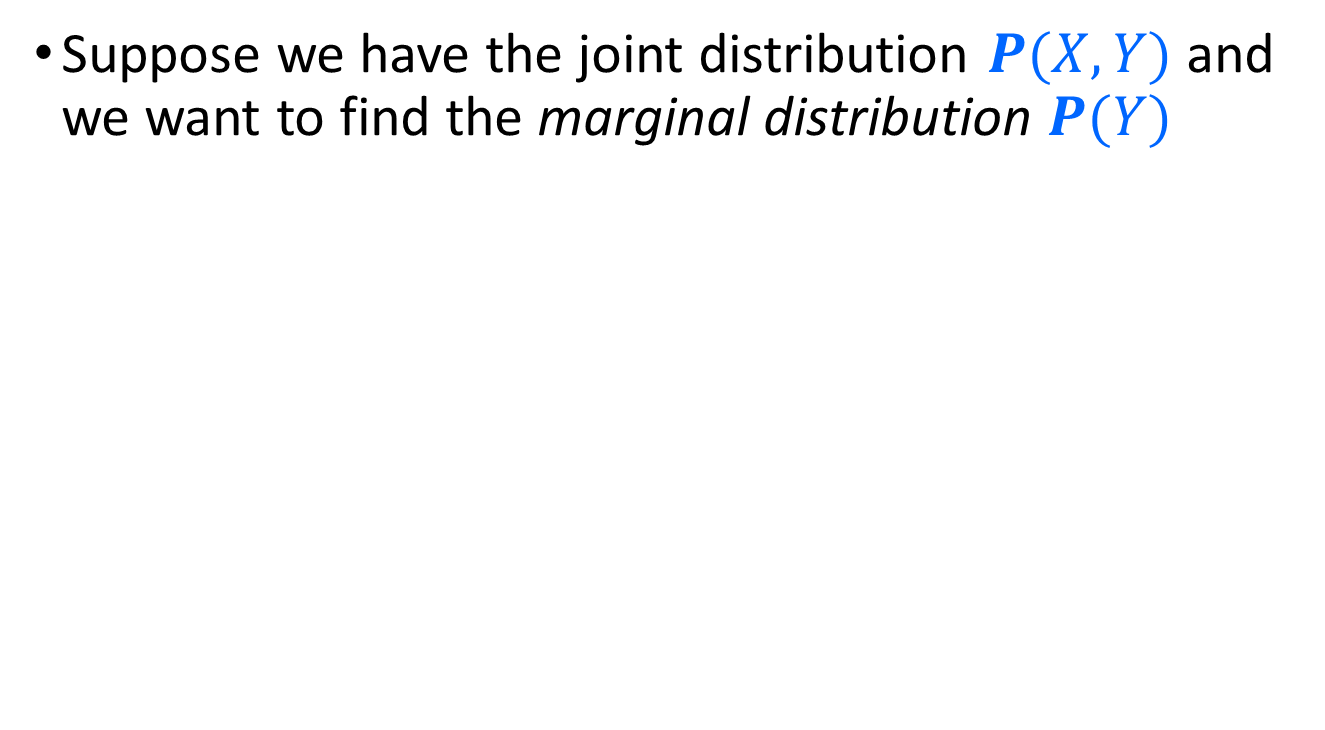 • Suppose we have the joint distribution P(X, Y) and
we want to find the marginal distribution P(Y)